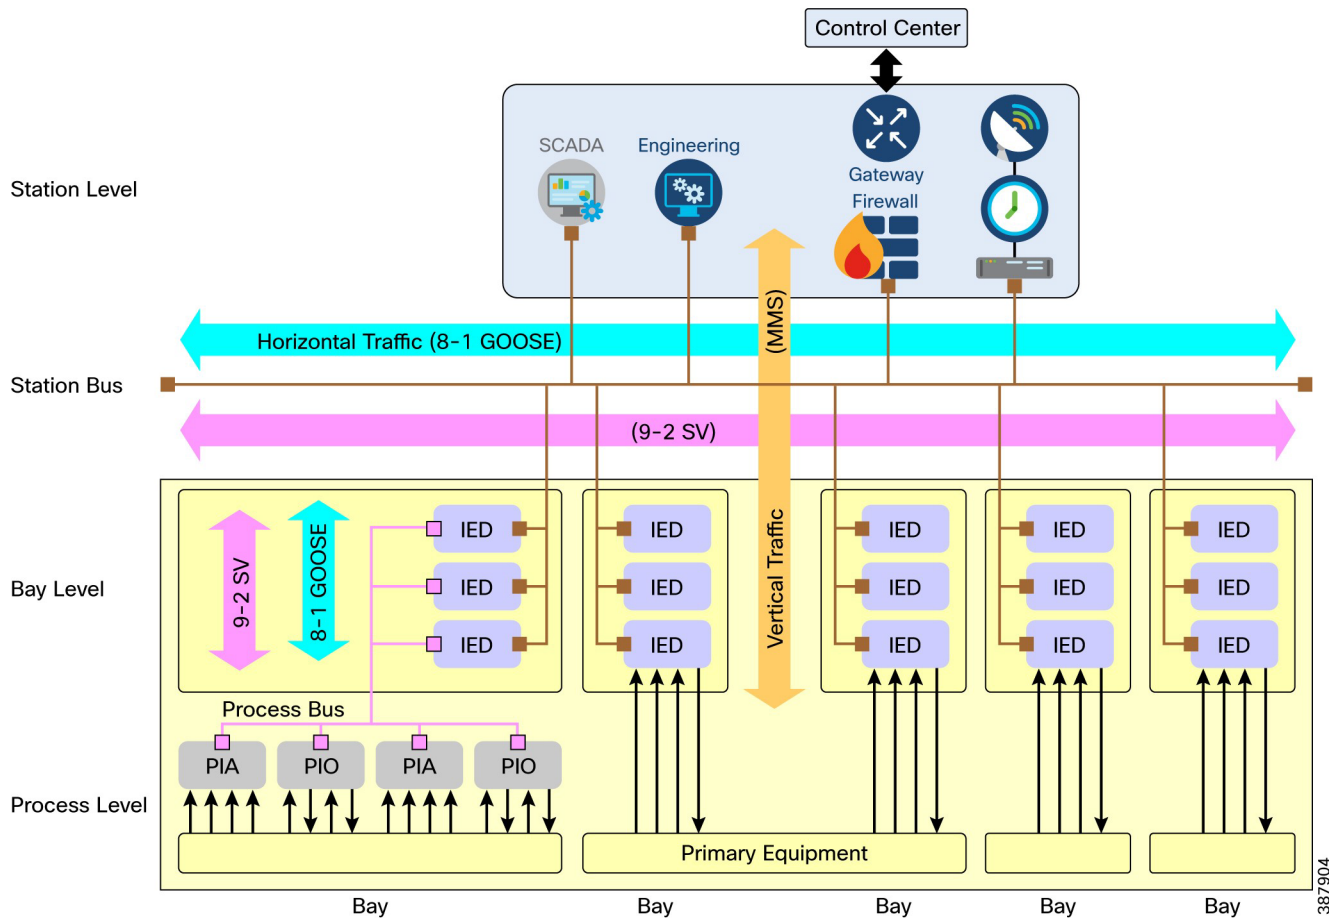 Control Center
SCADA
Engineering
Gateway
Firewall
Station Level
(MMS)
Horizontal Traffic (8-1 GOOSE)
Station Bus
(9-2 SV)
9-2 SV
8-1 GOOSE
IED
IED
IED
IED
IED
IED
IED
IED
IED
IED
Bay Level
Vertical Traffic
IED
IED
IED
IED
IED
Process Bus
PIA
PIO
PIA
PIO
Process Level
Primary Equipment
Bay
Bay
Bay
Bay
Bay
387904